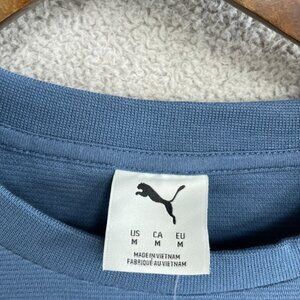 US CA EU
M M M
MADE IN VIETNAM
FABRIQUÉ AU VIETNAM